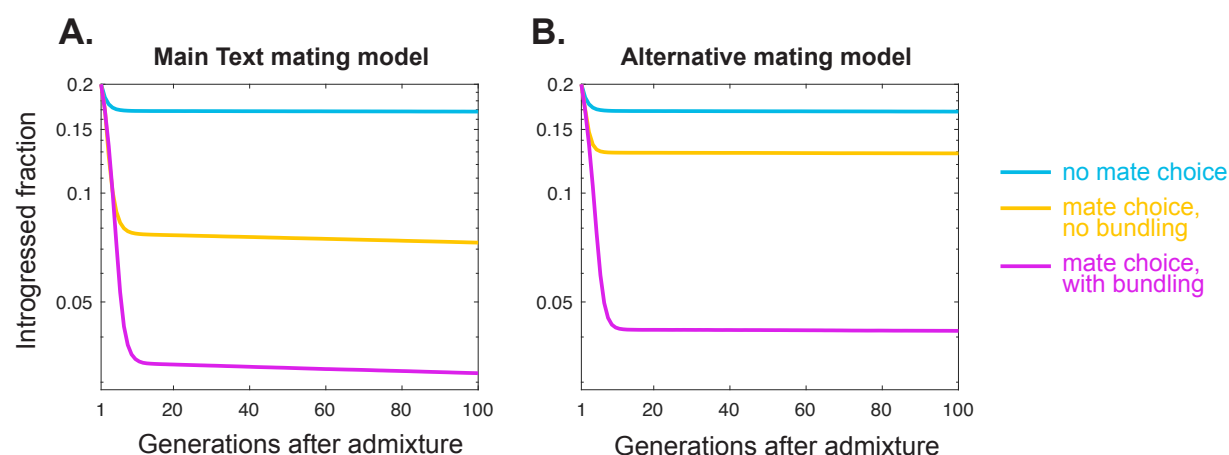 A.
Main Text mating model
B.
Alternative mating model
Introgressed fraction
0.2
0.15
0.1
0.05
1
20
40
60
80
100
Generations after admixture
0.2
0.15
0.1
0.05
1
20
40
60
80
100
Generations after admixture
no mate choice
mate choice,
no bundling
mate choice,
with bundling